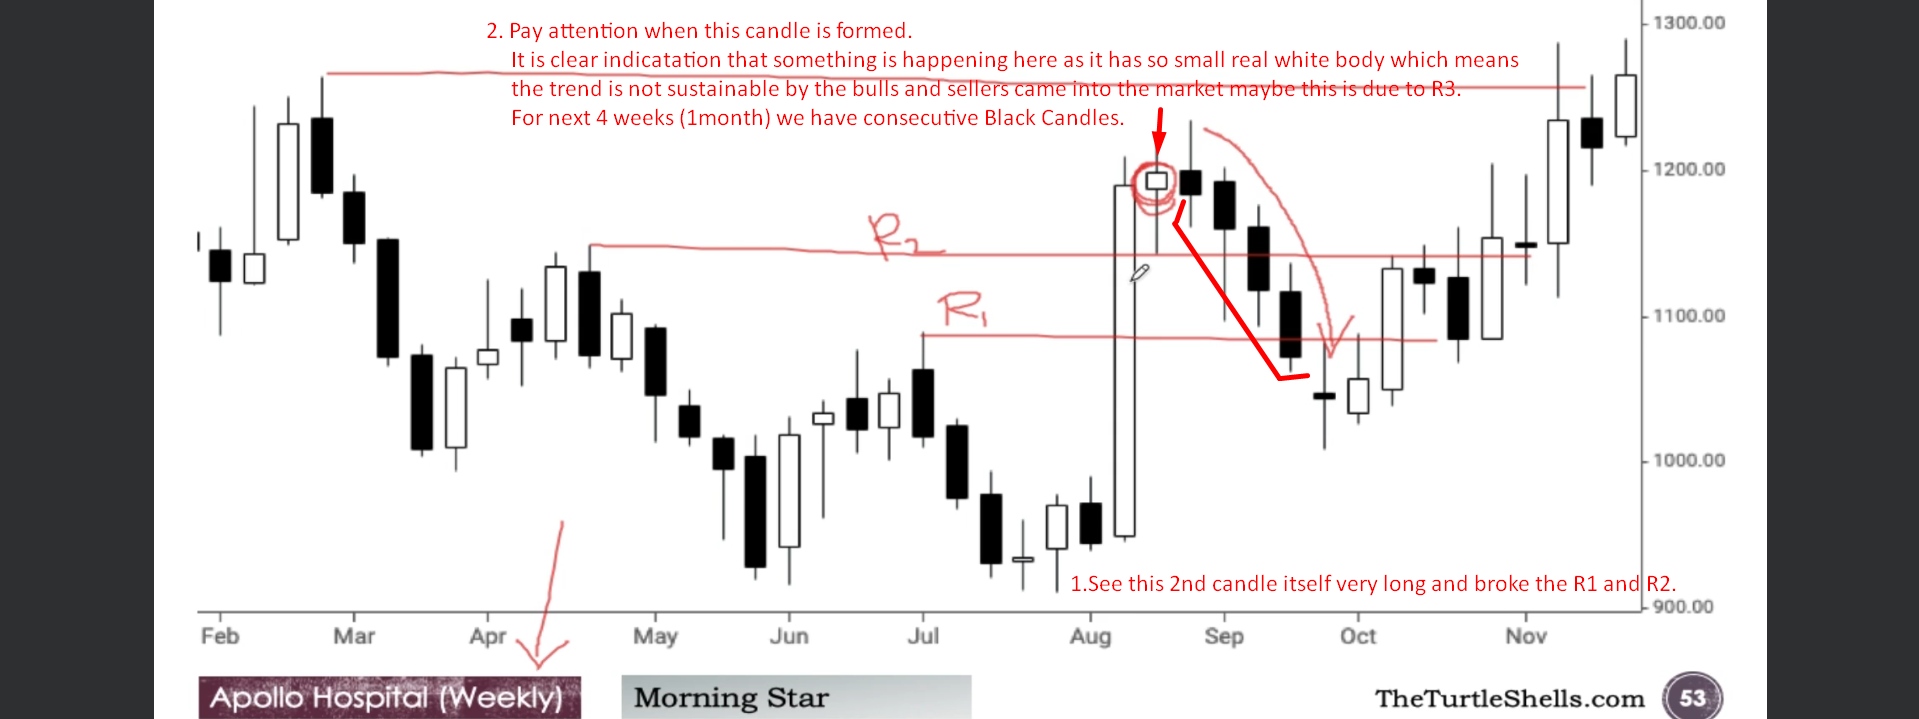 2. Pay attention when this candle is formed.
It is clear indicatation that something is happening here as it has so small real white body which means
the trend is not sustainable by the bulls and sellers came into the market maybe this is due to R3.
For next 4 weeks (1month) we have consecutive Black Candles.
1300.00
1200.00
R2
R1
1100.00
1000.00
1.See this 2nd candle itself very long and broke the R1 and R2.
900.00
Feb Mar Apr May Jun Jul Aug Sep Oct Nov
Apollo Hospital (Weekly) Morning Star TheTurtleShells.com 53